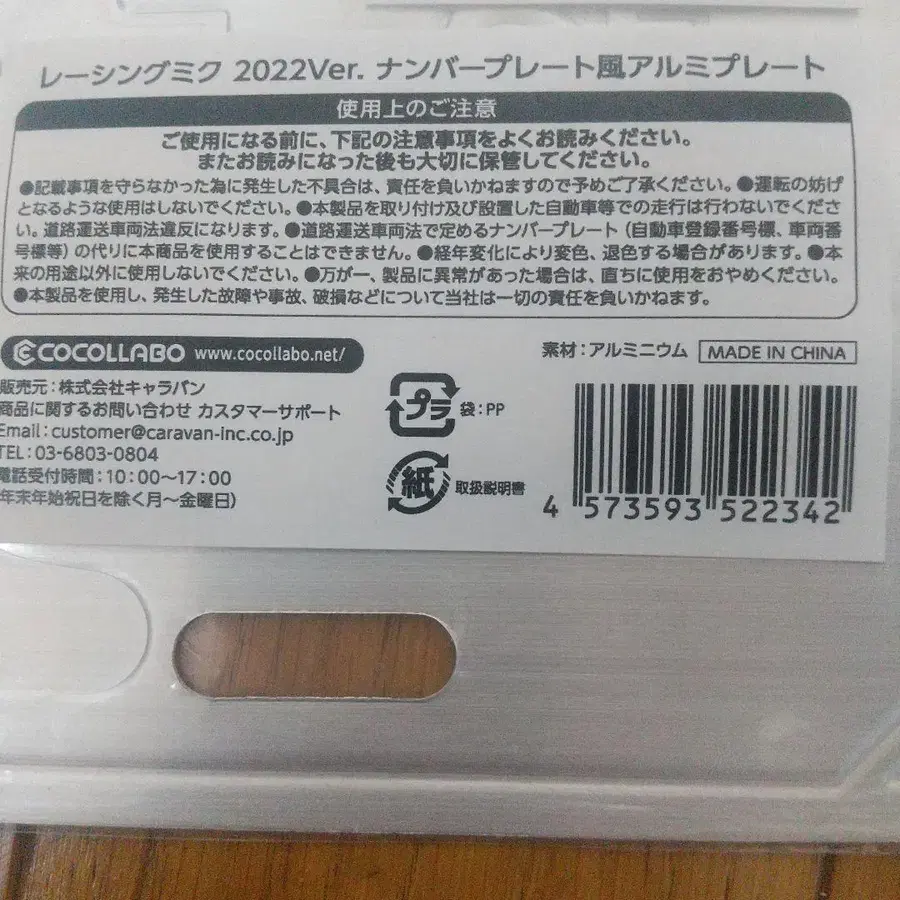 レーシングミク 2022Ver. ナンバープレート風アルミプレート
使用上のご注意
ご使用になる前に、下記の注意事項をよくお読みください。
またお読みになった後も大切に保管してください。
●記載事項を守らなかった為に発生した不具合は、責任を負いかねますので予めご了承ください。●運転の妨げ
となるような使用はしないでください。●本製品を取り付け及び設置した自動車等での走行は行わないでくださ
い。道路運送車両法違反になります。●道路運送車両法で定めるナンバープレート（自動車登録番号標、車両番
号標等）の代りに本商品を使用することはできません。●経年変化により変色、退色する場合があります。●本
来の用途以外に使用しないでください。●万が一、製品に異常があった場合は、直ちに使用をおやめください。
●本製品を使用し、発生した故障や事故、破損などについて当社は一切の責任を負いかねます。
COCOLLABO www.cocollabo.net/
素材：アルミニウム MADE IN CHINA
販売元：株式会社キャラバン
商品に関するお問い合わせ カスタマーサポート
Email：customer@caravan-inc.co.jp
TEL：03-6803-0804
電話受付時間：10:00～17:00
年末年始祝日を除く月～金曜日）
プラ 袋：PP
紙 取扱説明書
4 573593 522342